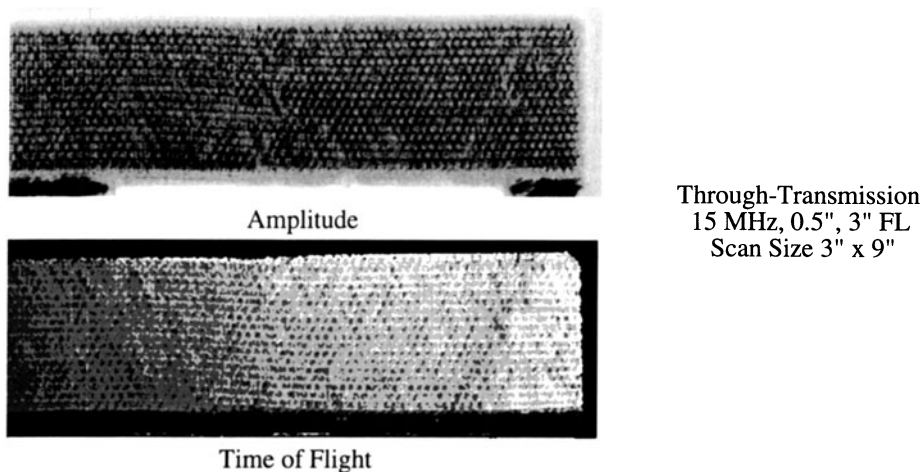 Amplitude
Through-Transmission
15 MHz, 0.5", 3" FL
Scan Size 3" x 9"
Time of Flight